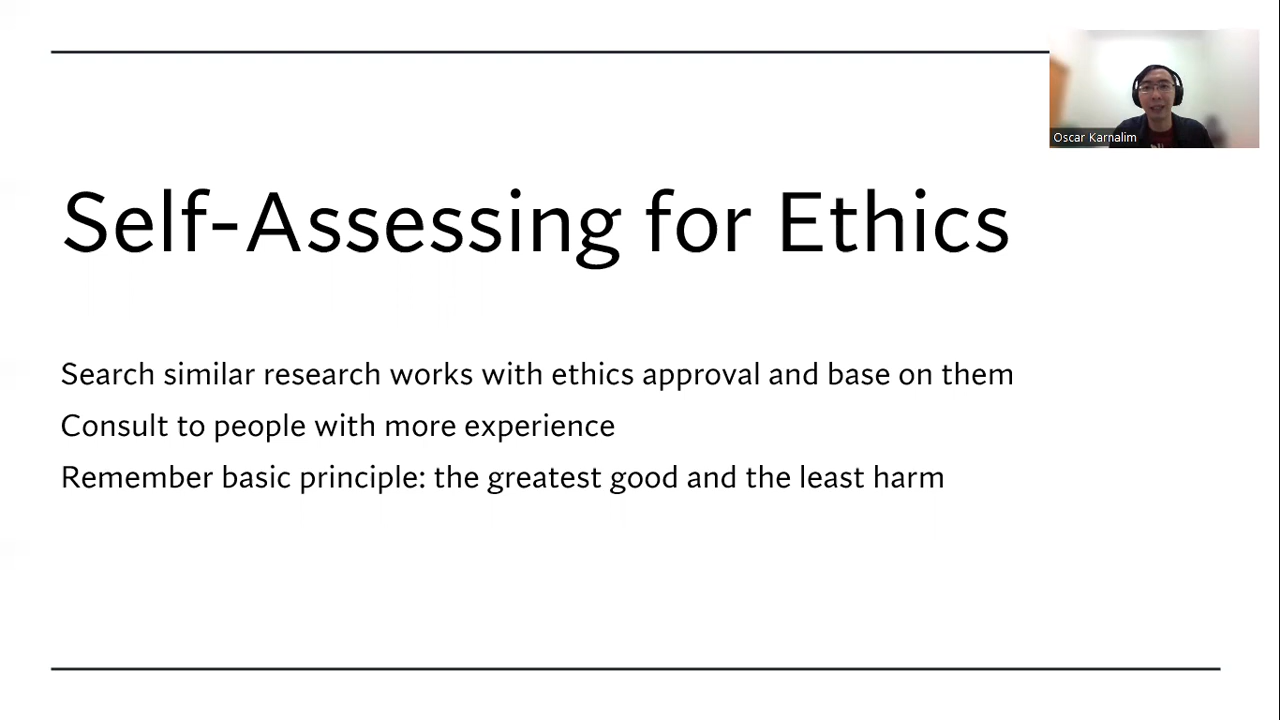 Oscar Karnalim
Self-Assessing for Ethics
Search similar research works with ethics approval and base on them
Consult to people with more experience
Remember basic principle: the greatest good and the least harm